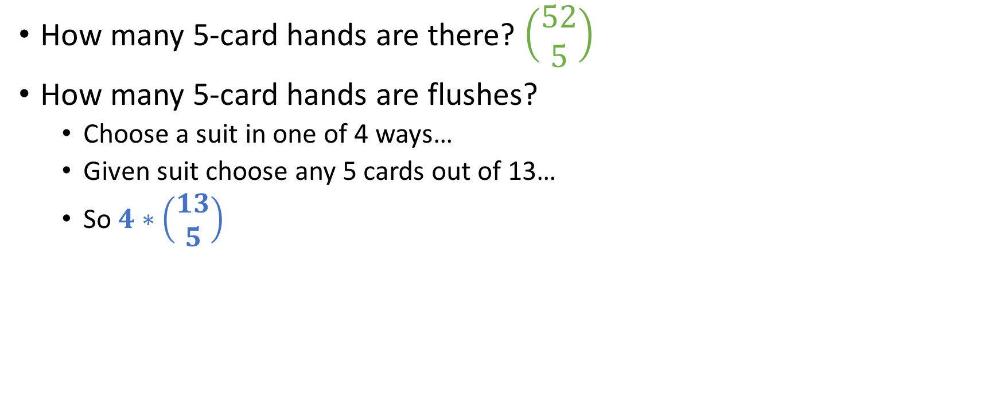 • How many 5-card hands are there? $\binom{52}{5}$
• How many 5-card hands are flushes?
• Choose a suit in one of 4 ways…
• Given suit choose any 5 cards out of 13…
• So $\mathbf{4} * \binom{\mathbf{13}}{\mathbf{5}}$